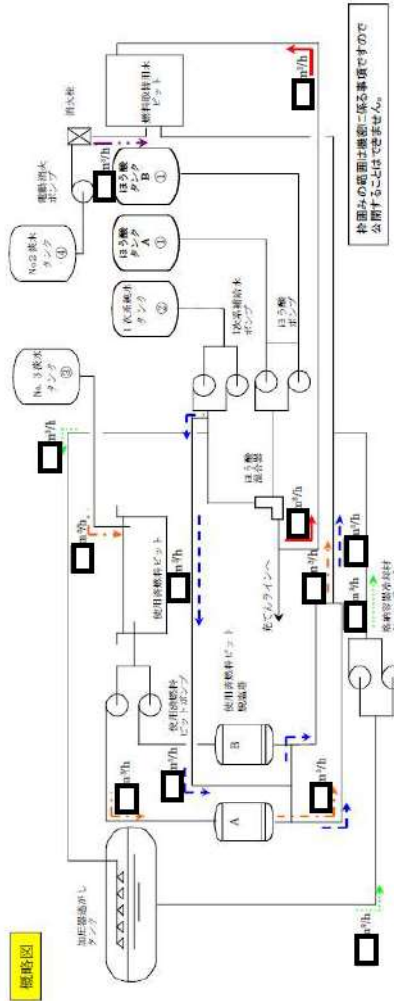 概略図
加圧器逃がし
タンク
m³/h
m³/h
m³/h
A
B
m³/h
m³/h
使用済燃料
ピットポンプ
使用済燃料ピット
脱塩塔
使用済燃料ピット
m³/h
m³/h
m³/h
No. 3 淡水
タンク
③
No2 淡水
タンク
④
電動消火
ポンプ
消火栓
m³/h
1次系純水
タンク
②
ほう酸
タンク
A
①
ほう酸
タンク
B
①
燃料取替用水
ピット
1次系補給水
ポンプ
ほう酸
ポンプ
ほう酸
混合器
充てんラインへ
m³/h
m³/h
m³/h
m³/h
m³/h
格納容器冷却材
枠囲みの範囲は機密に係る事項ですので
公開することはできません。